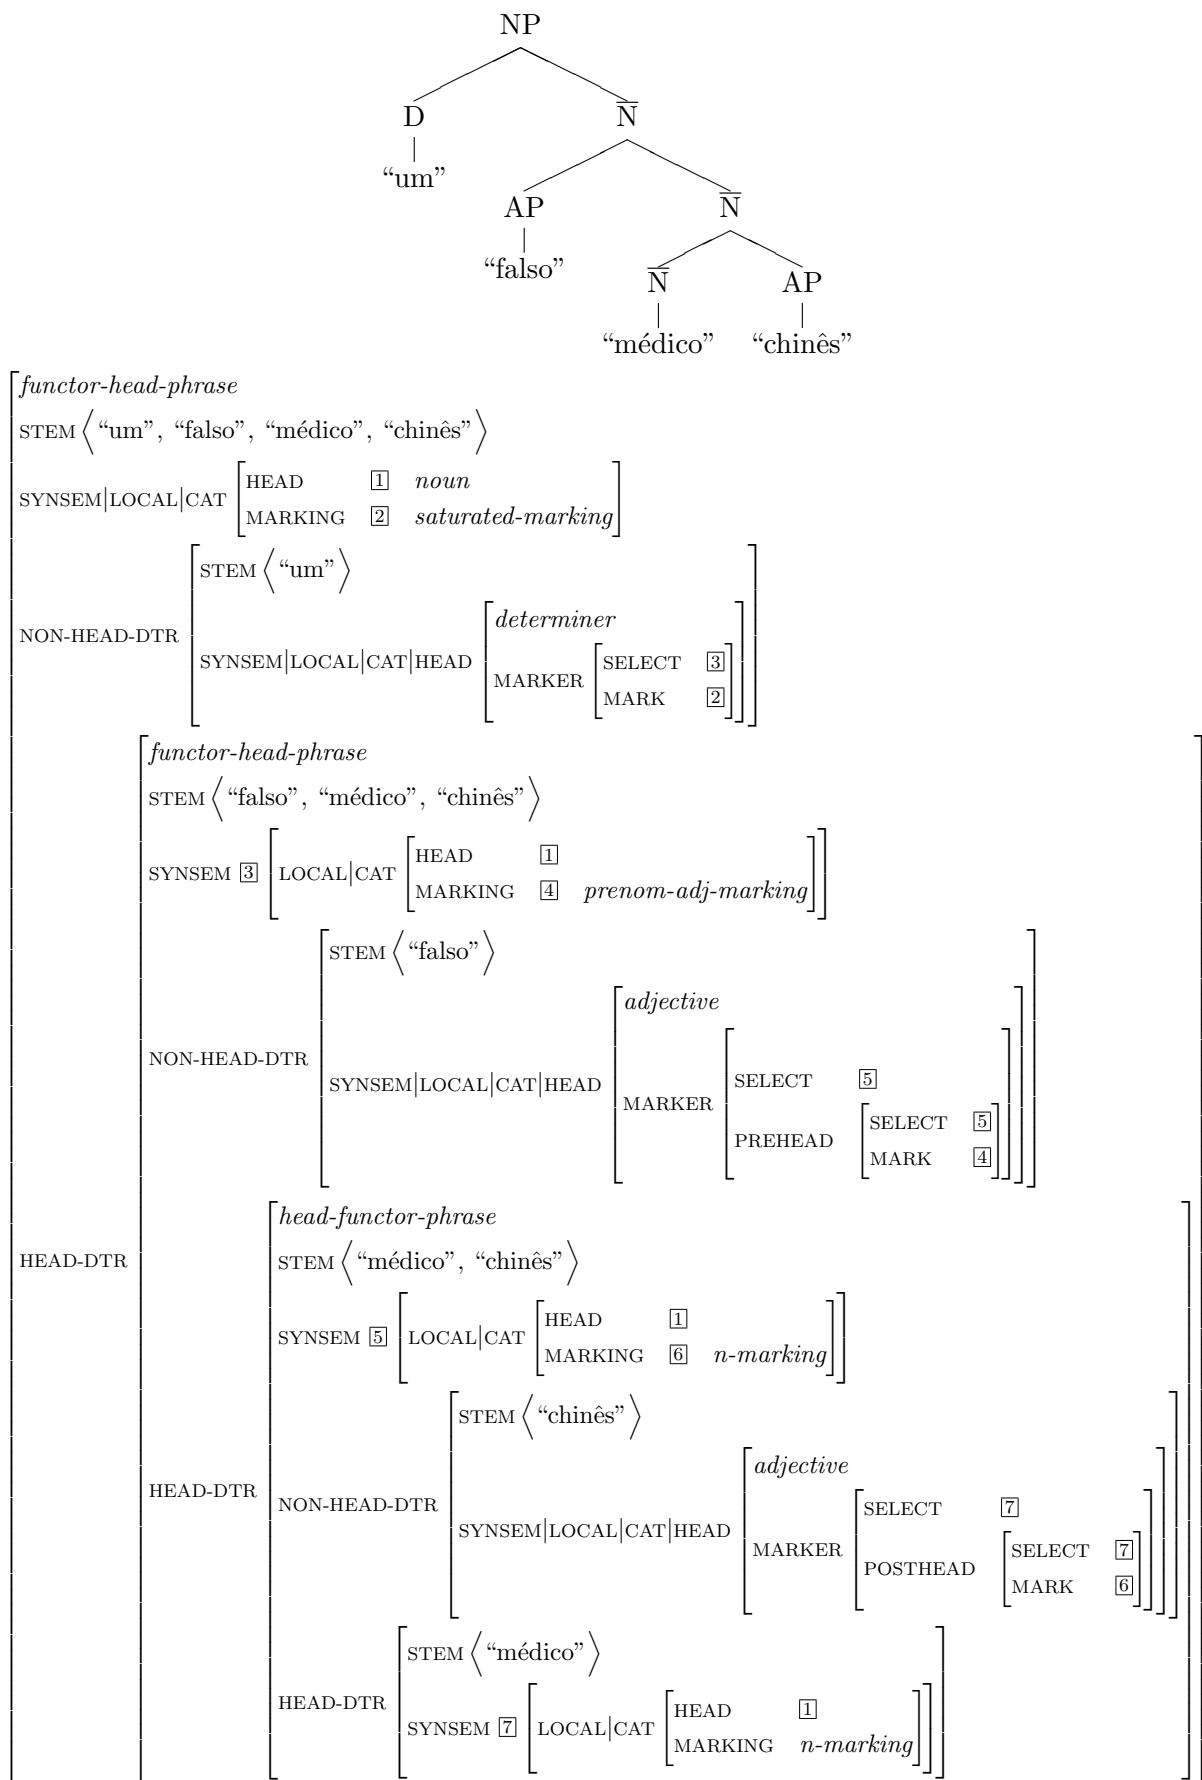 NP
D N̅
“um”
AP N̅
“falso”
N̅ AP
“médico” “chinês”
functor-head-phrase
STEM ⟨“um”, “falso”, “médico”, “chinês”⟩
HEAD 1 noun
SYNSEM|LOCAL|CAT
MARKING 2 saturated-marking
STEM ⟨“um”⟩
determiner
NON-HEAD-DTR
SYNSEM|LOCAL|CAT|HEAD
SELECT 3
MARKER
MARK 2
functor-head-phrase
STEM ⟨“falso”, “médico”, “chinês”⟩
HEAD 1
SYNSEM 3 LOCAL|CAT
MARKING 4 prenom-adj-marking
STEM ⟨“falso”⟩
adjective
NON-HEAD-DTR
SYNSEM|LOCAL|CAT|HEAD
SELECT 5
MARKER
SELECT 5
PREHEAD
MARK 4
head-functor-phrase
HEAD-DTR
STEM ⟨“médico”, “chinês”⟩
HEAD 1
SYNSEM 5 LOCAL|CAT
MARKING 6 n-marking
STEM ⟨“chinês”⟩
adjective
HEAD-DTR
NON-HEAD-DTR
SYNSEM|LOCAL|CAT|HEAD
SELECT 7
MARKER
SELECT 7
POSTHEAD
MARK 6
STEM ⟨“médico”⟩
HEAD-DTR
HEAD 1
SYNSEM 7 LOCAL|CAT
MARKING n-marking